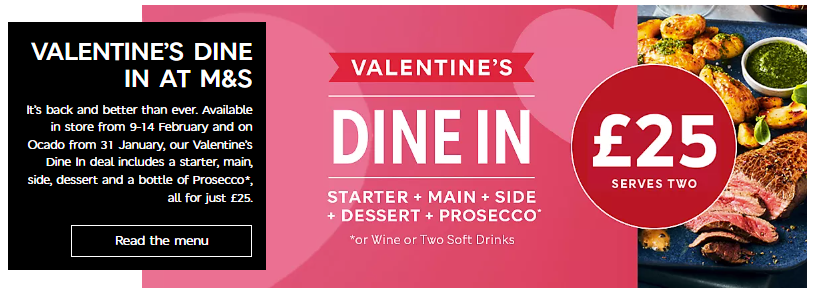 VALENTINE'S DINE
IN AT M&S
It's back and better than ever. Available
in store from 9-14 February and on
Ocado from 31 January, our Valentine's
Dine In deal includes a starter, main,
side, dessert and a bottle of Prosecco*,
all for just £25.
Read the menu
VALENTINE'S
DINE IN
STARTER + MAIN + SIDE
+ DESSERT + PROSECCO*
*or Wine or Two Soft Drinks
£25
SERVES TWO